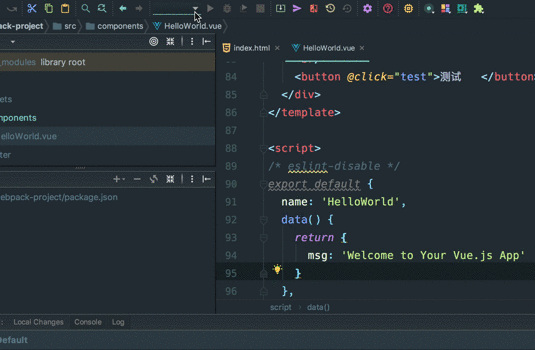 ck-project src components HelloWorld.vue
_modules library root
ets
mponents
elloWorld.vue
ter
ebpack-project/package.json
index.html HelloWorld.vue
84 <button @click="test">测试 </button>
85 </div>
86 </template>
87
88 <script>
89 /* eslint-disable */
90 export default {
91 name: 'HelloWorld',
92 data() {
93 return {
94 msg: 'Welcome to Your Vue.js App'
95 }
96 },
script data()
: Local Changes Console Log
Default